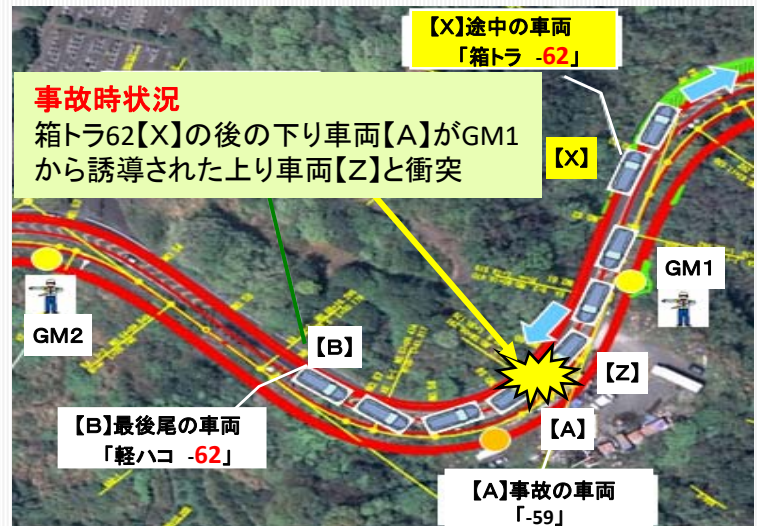 【X】途中の車両
「箱トラ -62」
事故時状況
箱トラ62【X】の後の下り車両【A】がGM1
から誘導された上り車両【Z】と衝突
【X】
GM1
GM2
【B】
【Z】
【A】
【B】最後尾の車両
「軽ハコ -62」
【A】事故の車両
「-59」